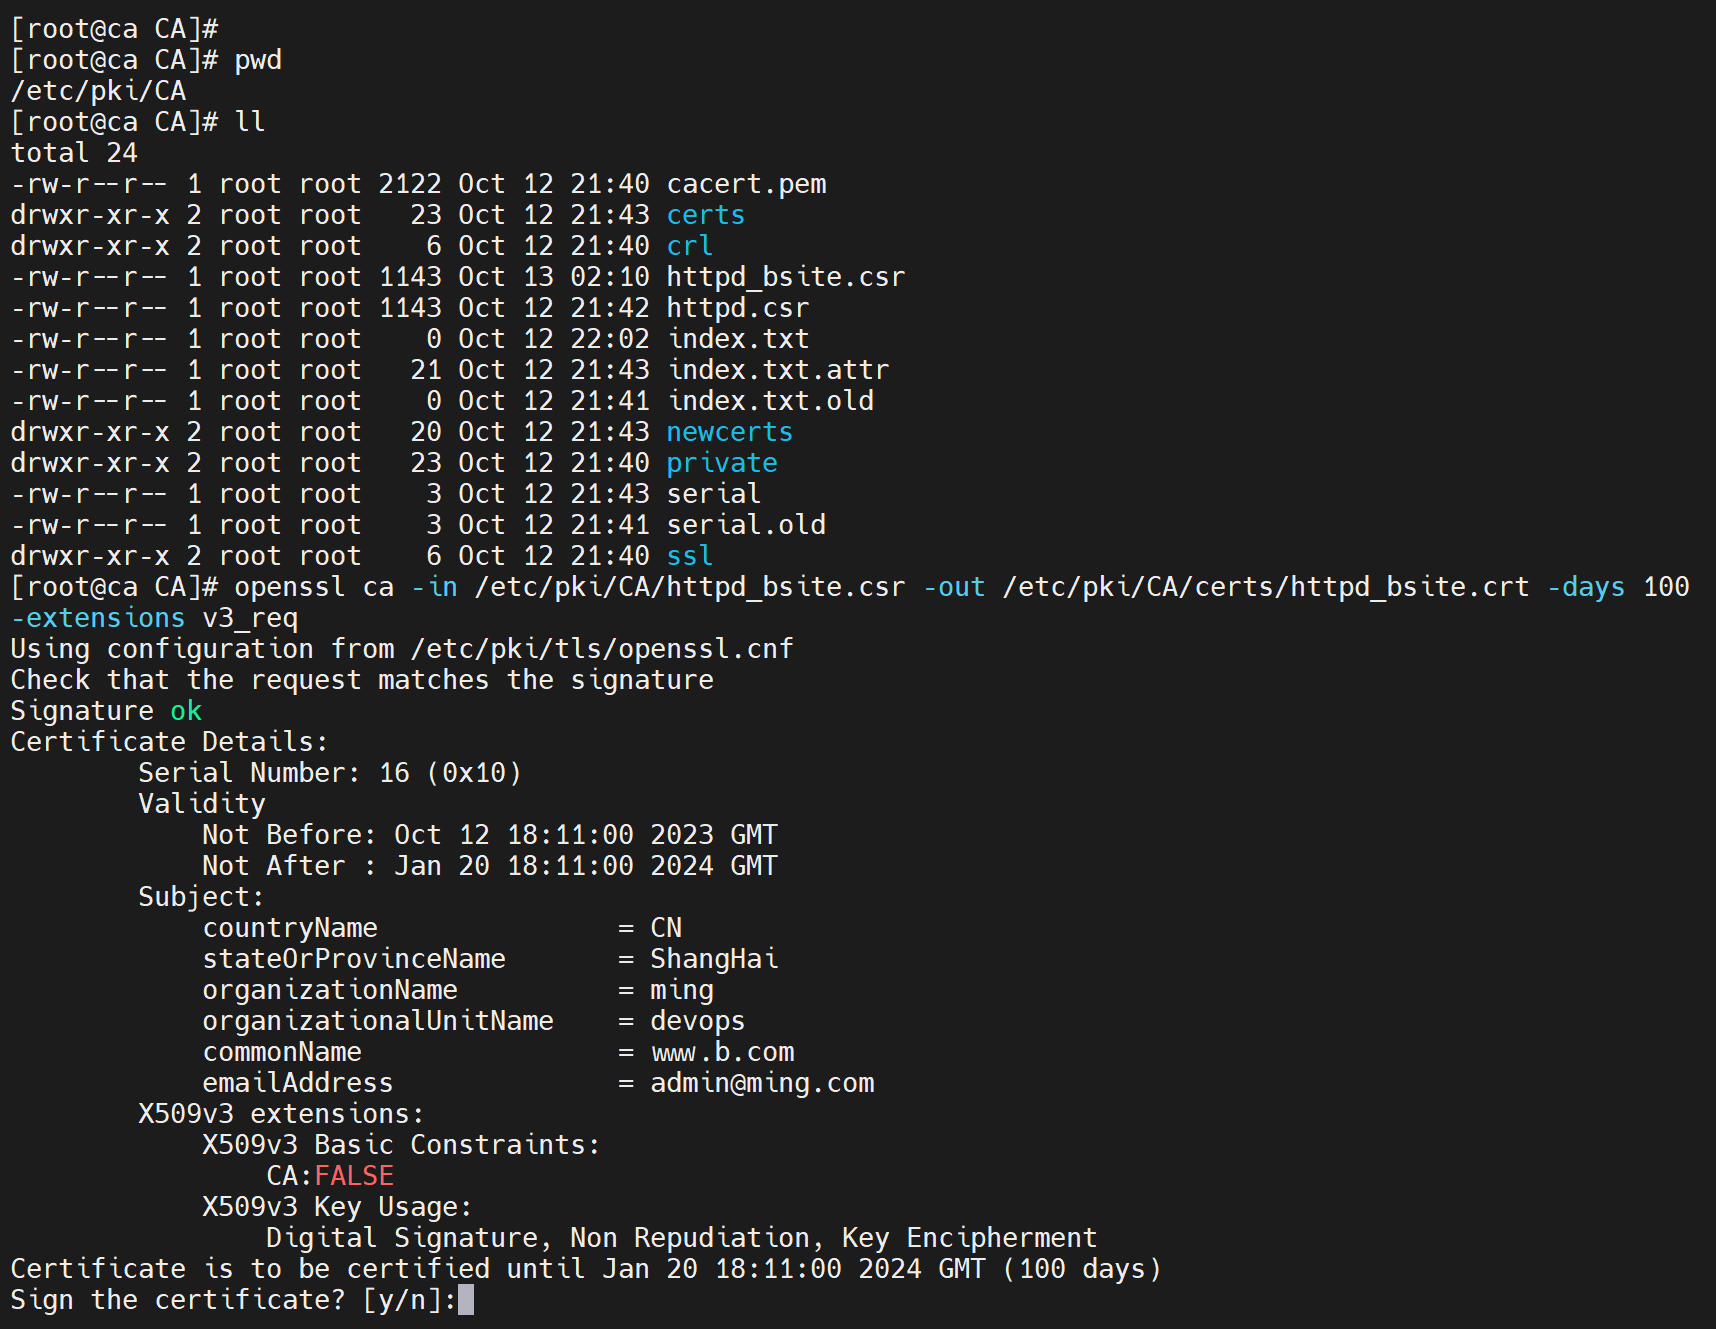 [root@ca CA]#
[root@ca CA]# pwd
/etc/pki/CA
[root@ca CA]# ll
total 24
-rw-r--r-- 1 root root 2122 Oct 12 21:40 cacert.pem
drwxr-xr-x 2 root root   23 Oct 12 21:43 certs
drwxr-xr-x 2 root root    6 Oct 12 21:40 crl
-rw-r--r-- 1 root root 1143 Oct 13 02:10 httpd_bsite.csr
-rw-r--r-- 1 root root 1143 Oct 12 21:42 httpd.csr
-rw-r--r-- 1 root root    0 Oct 12 22:02 index.txt
-rw-r--r-- 1 root root   21 Oct 12 21:43 index.txt.attr
-rw-r--r-- 1 root root    0 Oct 12 21:41 index.txt.old
drwxr-xr-x 2 root root   20 Oct 12 21:43 newcerts
drwxr-xr-x 2 root root   23 Oct 12 21:40 private
-rw-r--r-- 1 root root    3 Oct 12 21:43 serial
-rw-r--r-- 1 root root    3 Oct 12 21:41 serial.old
drwxr-xr-x 2 root root    6 Oct 12 21:40 ssl
[root@ca CA]# openssl ca -in /etc/pki/CA/httpd_bsite.csr -out /etc/pki/CA/certs/httpd_bsite.crt -days 100
-extensions v3_req
Using configuration from /etc/pki/tls/openssl.cnf
Check that the request matches the signature
Signature ok
Certificate Details:
        Serial Number: 16 (0x10)
        Validity
            Not Before: Oct 12 18:11:00 2023 GMT
            Not After : Jan 20 18:11:00 2024 GMT
        Subject:
            countryName               = CN
            stateOrProvinceName       = ShangHai
            organizationName          = ming
            organizationalUnitName    = devops
            commonName                = www.b.com
            emailAddress              = admin@ming.com
        X509v3 extensions:
            X509v3 Basic Constraints:
                CA:FALSE
            X509v3 Key Usage:
                Digital Signature, Non Repudiation, Key Encipherment
Certificate is to be certified until Jan 20 18:11:00 2024 GMT (100 days)
Sign the certificate? [y/n]: